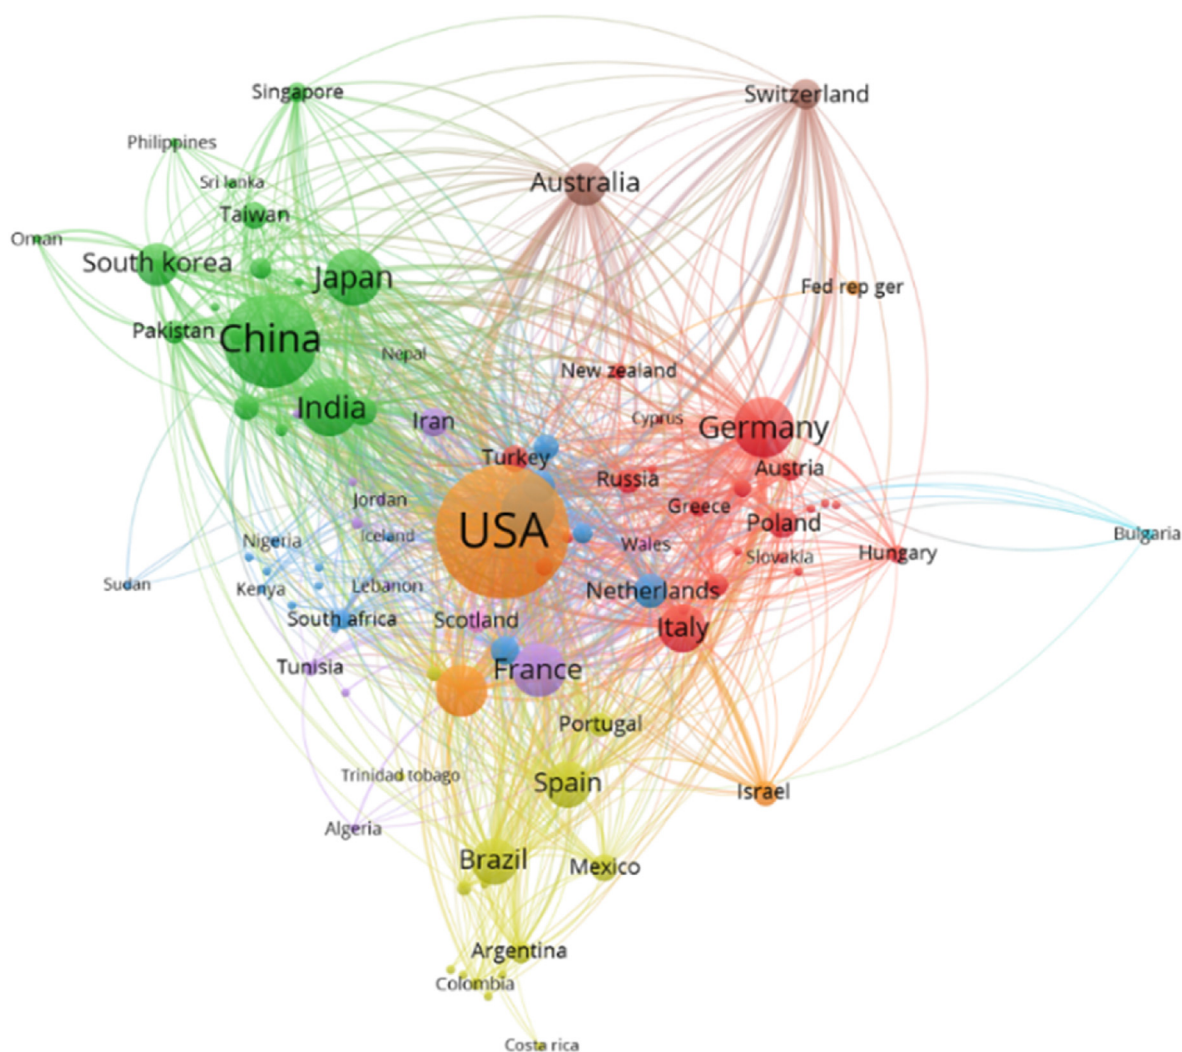 Singapore
Switzerland
Philippines
Sri lanka
Australia
Taiwan
Oman
South korea
Japan
Fed rep ger
Pakistan
China
Nepal
New zealand
India
Iran
Cyprus
Germany
Turkey
Austria
Russia
Jordan
Greece
Poland
USA
Iceland
Nigeria
Wales
Slovakia
Hungary
Bulgaria
Sudan
Kenya
Lebanon
Netherlands
South africa
Scotland
Italy
Tunisia
France
Portugal
Trinidad tobago
Spain
Israel
Algeria
Brazil
Mexico
Argentina
Colombia
Costa rica